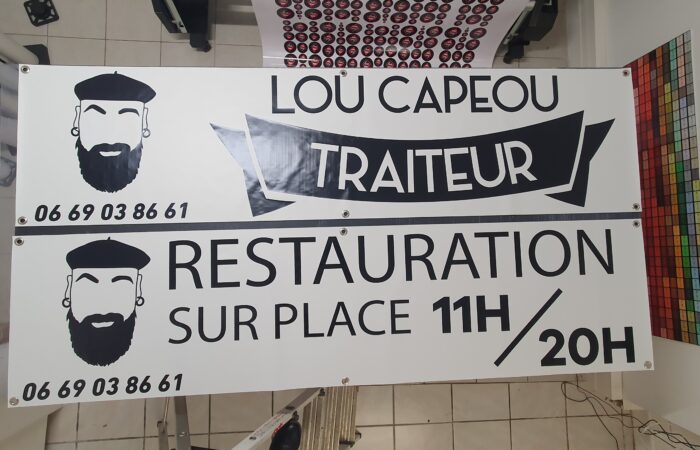 LOU CAPEOU
TRAITEUR
06 69 03 86 61
RESTAURATION
SUR PLACE 11H/20H
06 69 03 86 61